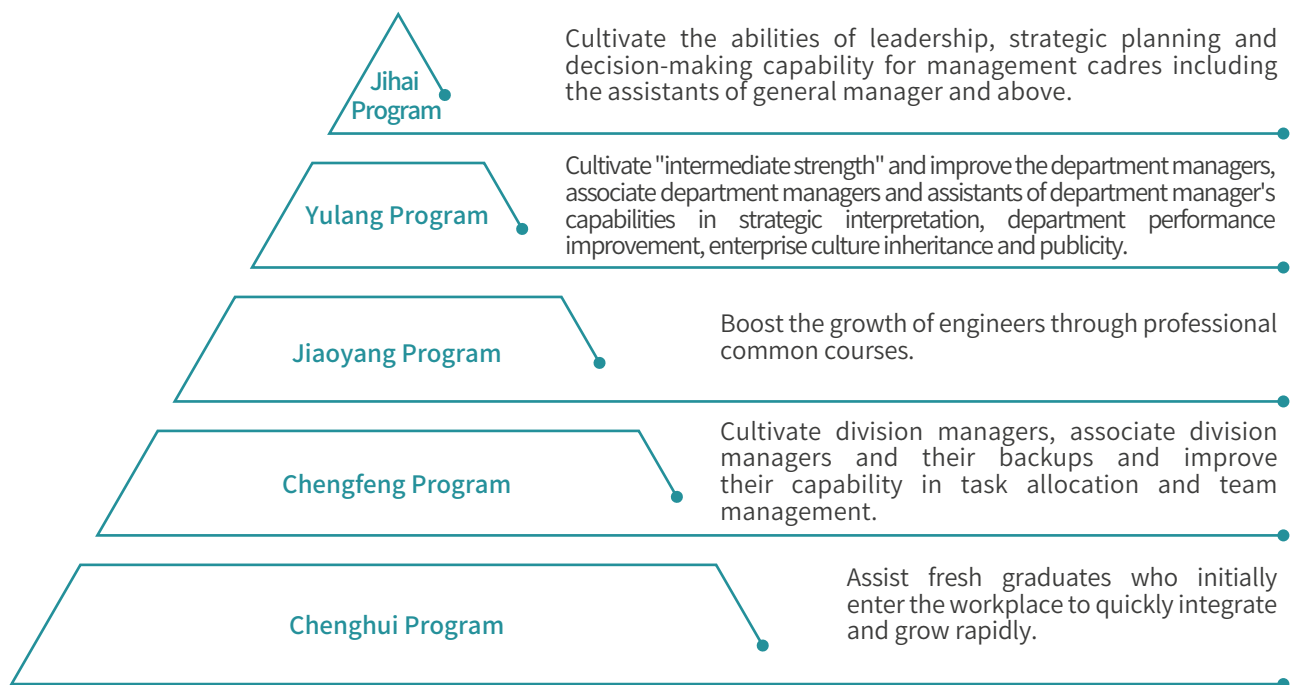 Jihai
Program
Cultivate the abilities of leadership, strategic planning and
decision-making capability for management cadres including
the assistants of general manager and above.
Yulang Program
Cultivate "intermediate strength" and improve the department managers,
associate department managers and assistants of department manager's
capabilities in strategic interpretation, department performance
improvement, enterprise culture inheritance and publicity.
Jiaoyang Program
Boost the growth of engineers through professional
common courses.
Chengfeng Program
Cultivate division managers, associate division
managers and their backups and improve
their capability in task allocation and team
management.
Chenghui Program
Assist fresh graduates who initially
enter the workplace to quickly integrate
and grow rapidly.